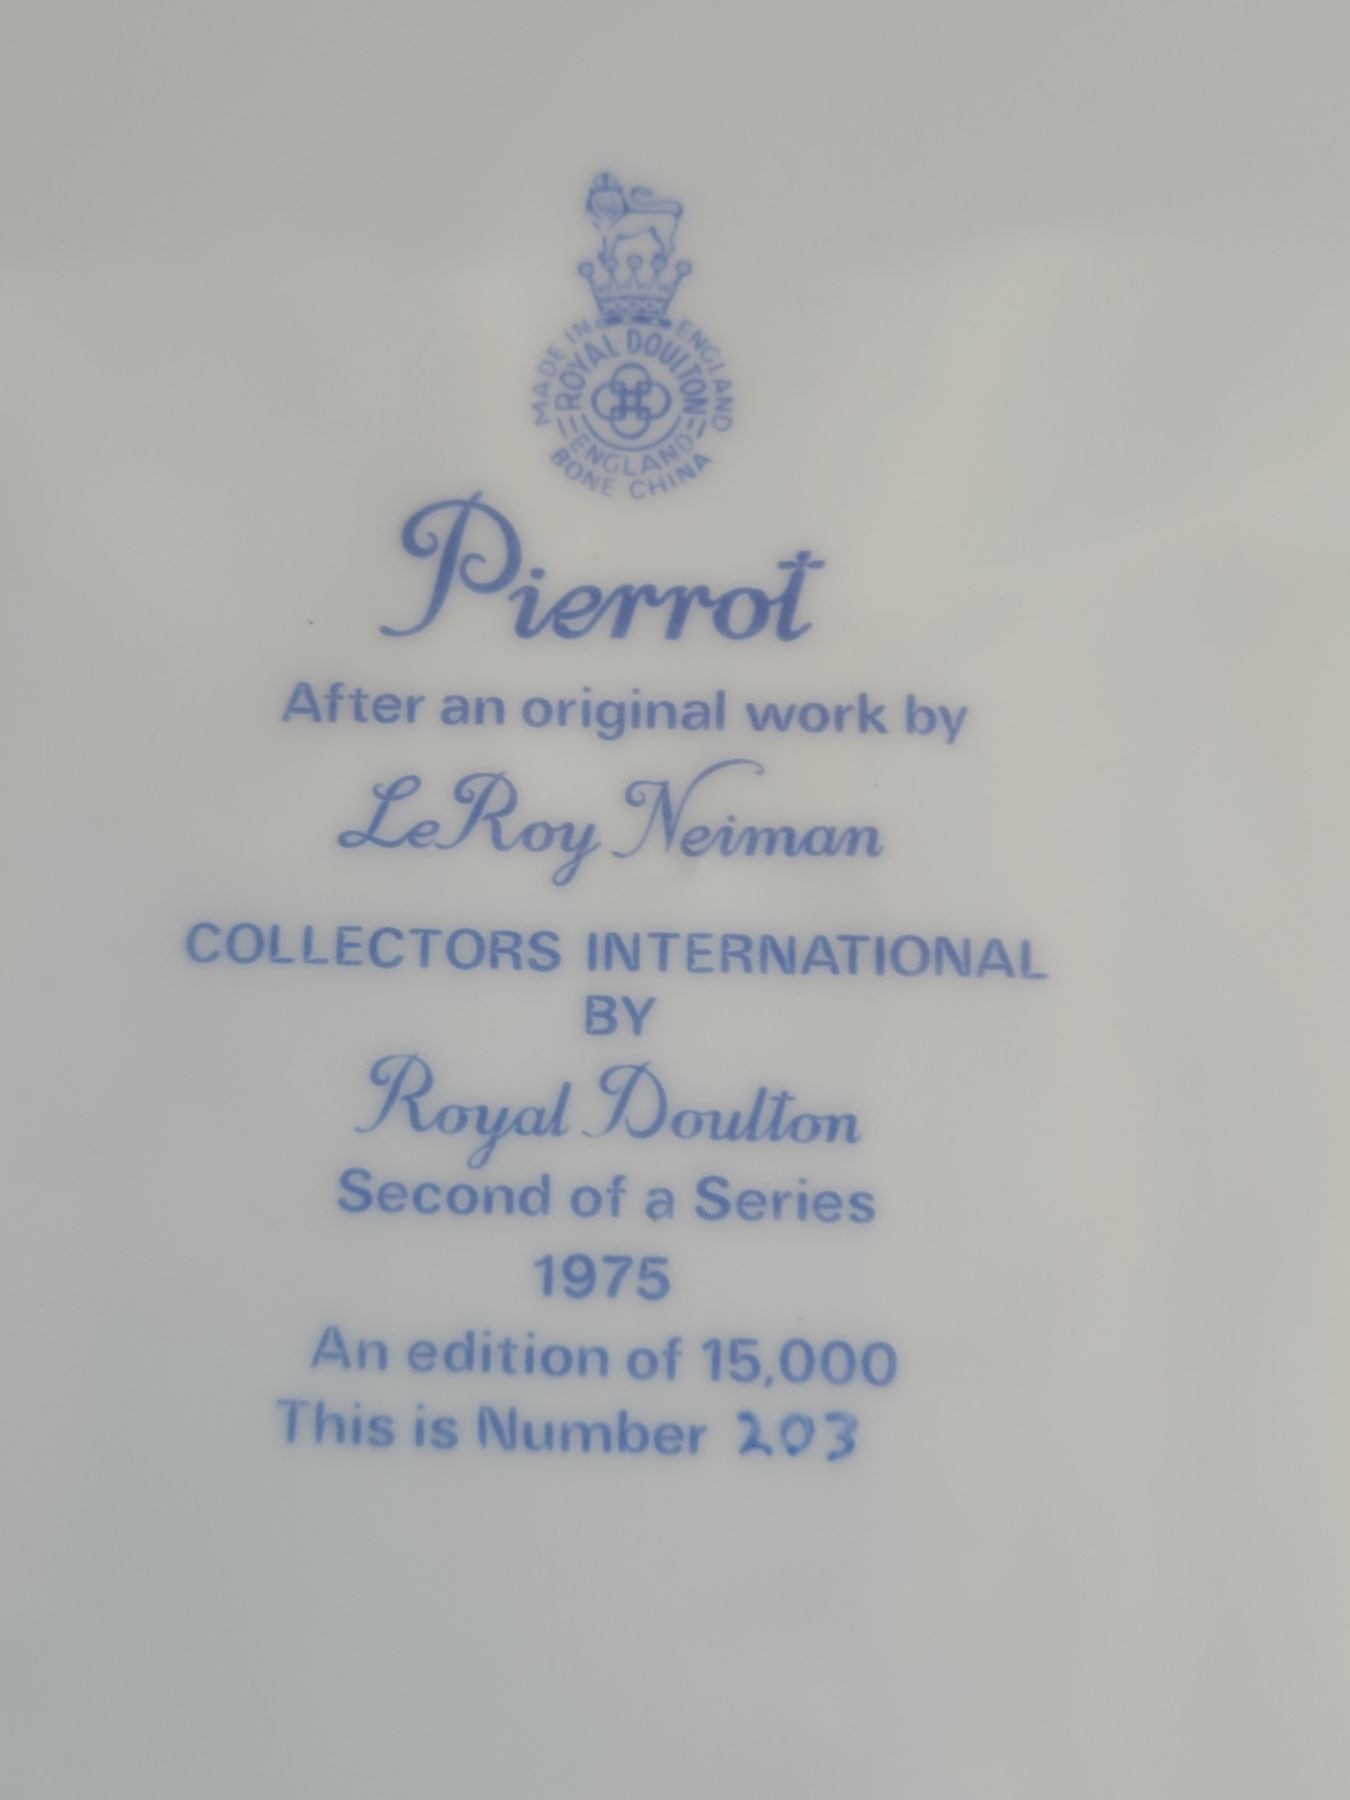 MADE IN ENGLAND
ROYAL DOULTON
ENGLAND
BONE CHINA
Pierrot
After an original work by
LeRoy Neiman
COLLECTORS INTERNATIONAL
BY
Royal Doulton
Second of a Series
1975
An edition of 15,000
This is Number 203